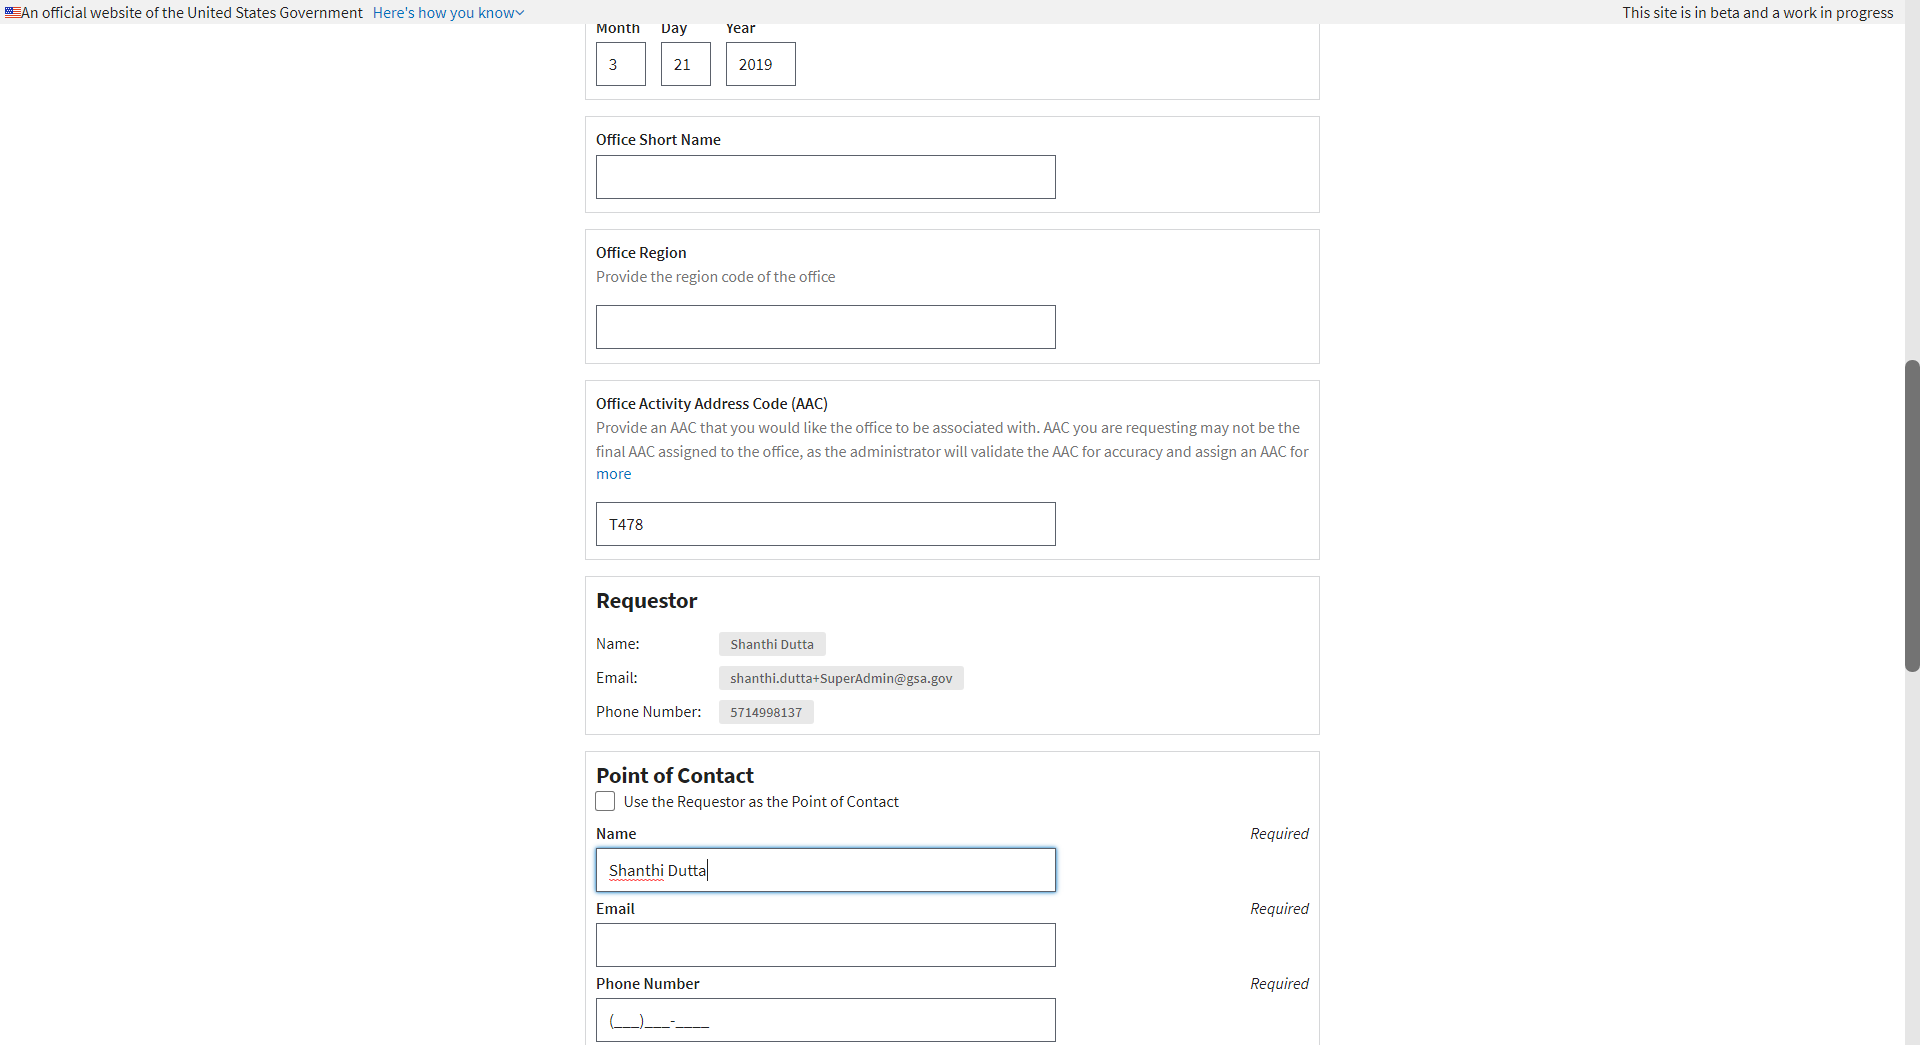 An official website of the United States Government Here's how you know
This site is in beta and a work in progress
Month Day Year
3 21 2019
Office Short Name
Office Region
Provide the region code of the office
Office Activity Address Code (AAC)
Provide an AAC that you would like the office to be associated with. AAC you are requesting may not be the
final AAC assigned to the office, as the administrator will validate the AAC for accuracy and assign an AAC for
more
T478
Requestor
Name: Shanthi Dutta
Email: shanthi.dutta+SuperAdmin@gsa.gov
Phone Number: 5714998137
Point of Contact
Use the Requestor as the Point of Contact
Name Required
Shanthi Dutta
Email Required
Phone Number Required
(___)___-____